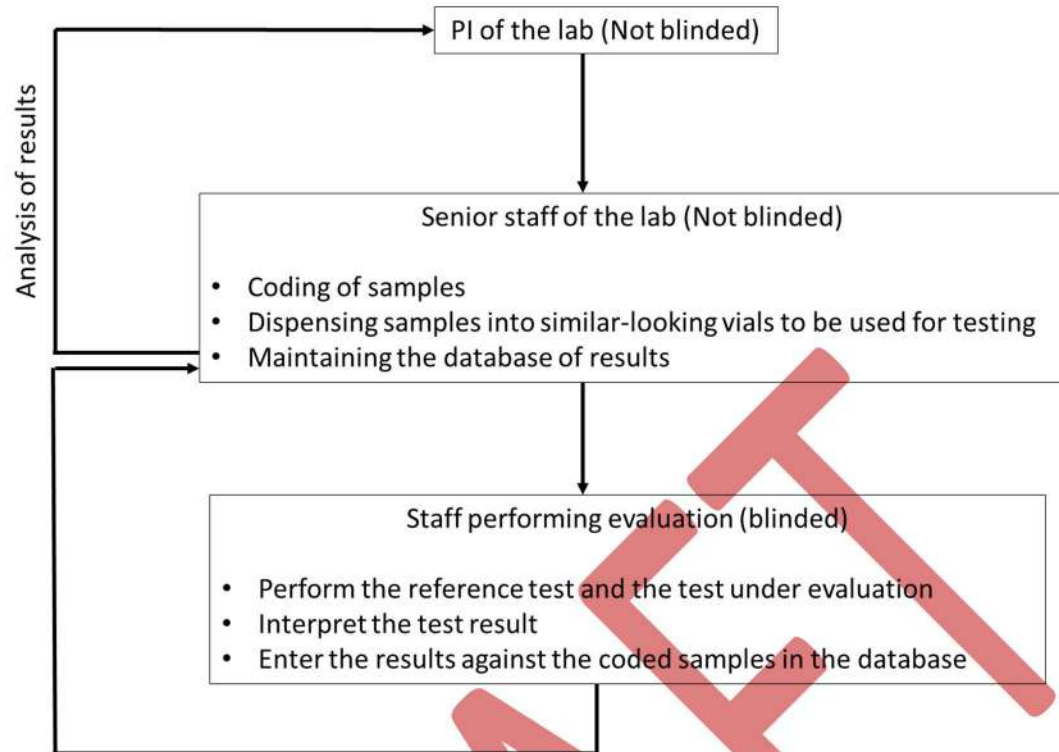 PI of the lab (Not blinded)
Analysis of results
Senior staff of the lab (Not blinded)
• Coding of samples
• Dispensing samples into similar-looking vials to be used for testing
• Maintaining the database of results
Staff performing evaluation (blinded)
• Perform the reference test and the test under evaluation
• Interpret the test result
• Enter the results against the coded samples in the database